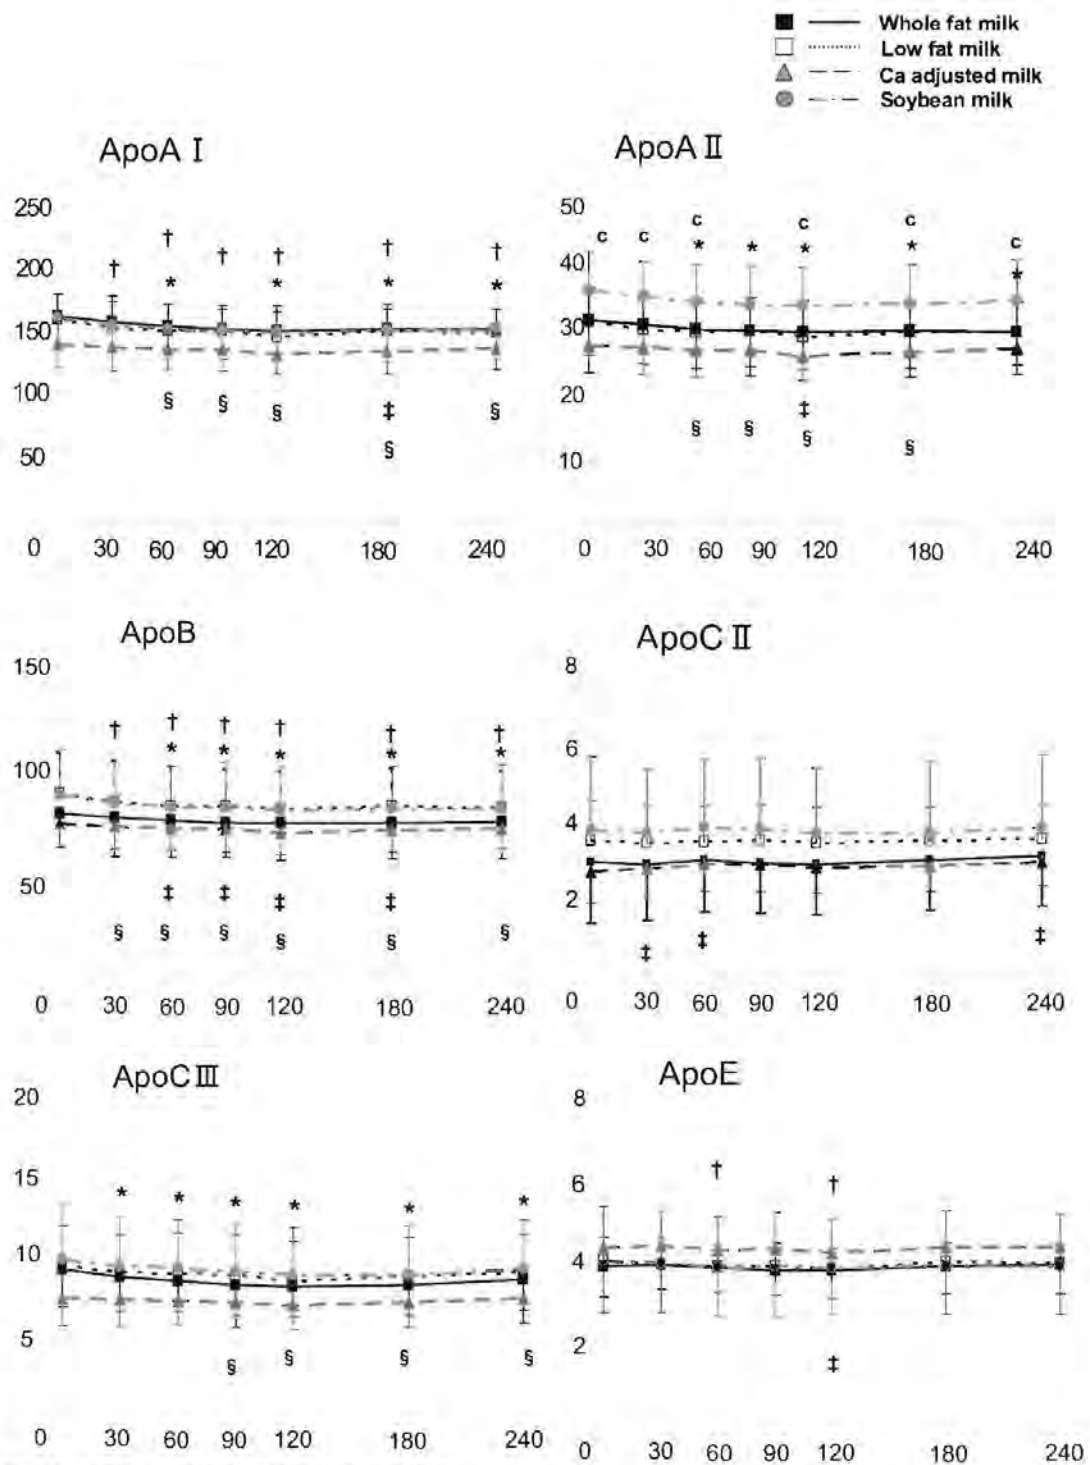 Whole fat milk
Low fat milk
Ca adjusted milk
Soybean milk
ApoA Ⅰ
250
200
150
100
50
0 30 60 90 120 180 240
† † † † † †
* * * *
§ § § ‡ §
§
ApoA Ⅱ
50
40
30
20
10
0 30 60 90 120 180 240
c c c c c c
* * * * *
§ § ‡
§ §
ApoB
150
100
50
0 30 60 90 120 180 240
† † † † † †
* * * * *
‡ ‡ ‡ ‡
§ § § § § §
ApoC Ⅱ
8
6
4
2
0 30 60 90 120 180 240
‡ ‡ ‡
ApoC Ⅲ
20
15
10
5
0 30 60 90 120 180 240
* * * * * *
§ § § §
ApoE
8
6
4
2
0 30 60 90 120 180 240
† †
‡